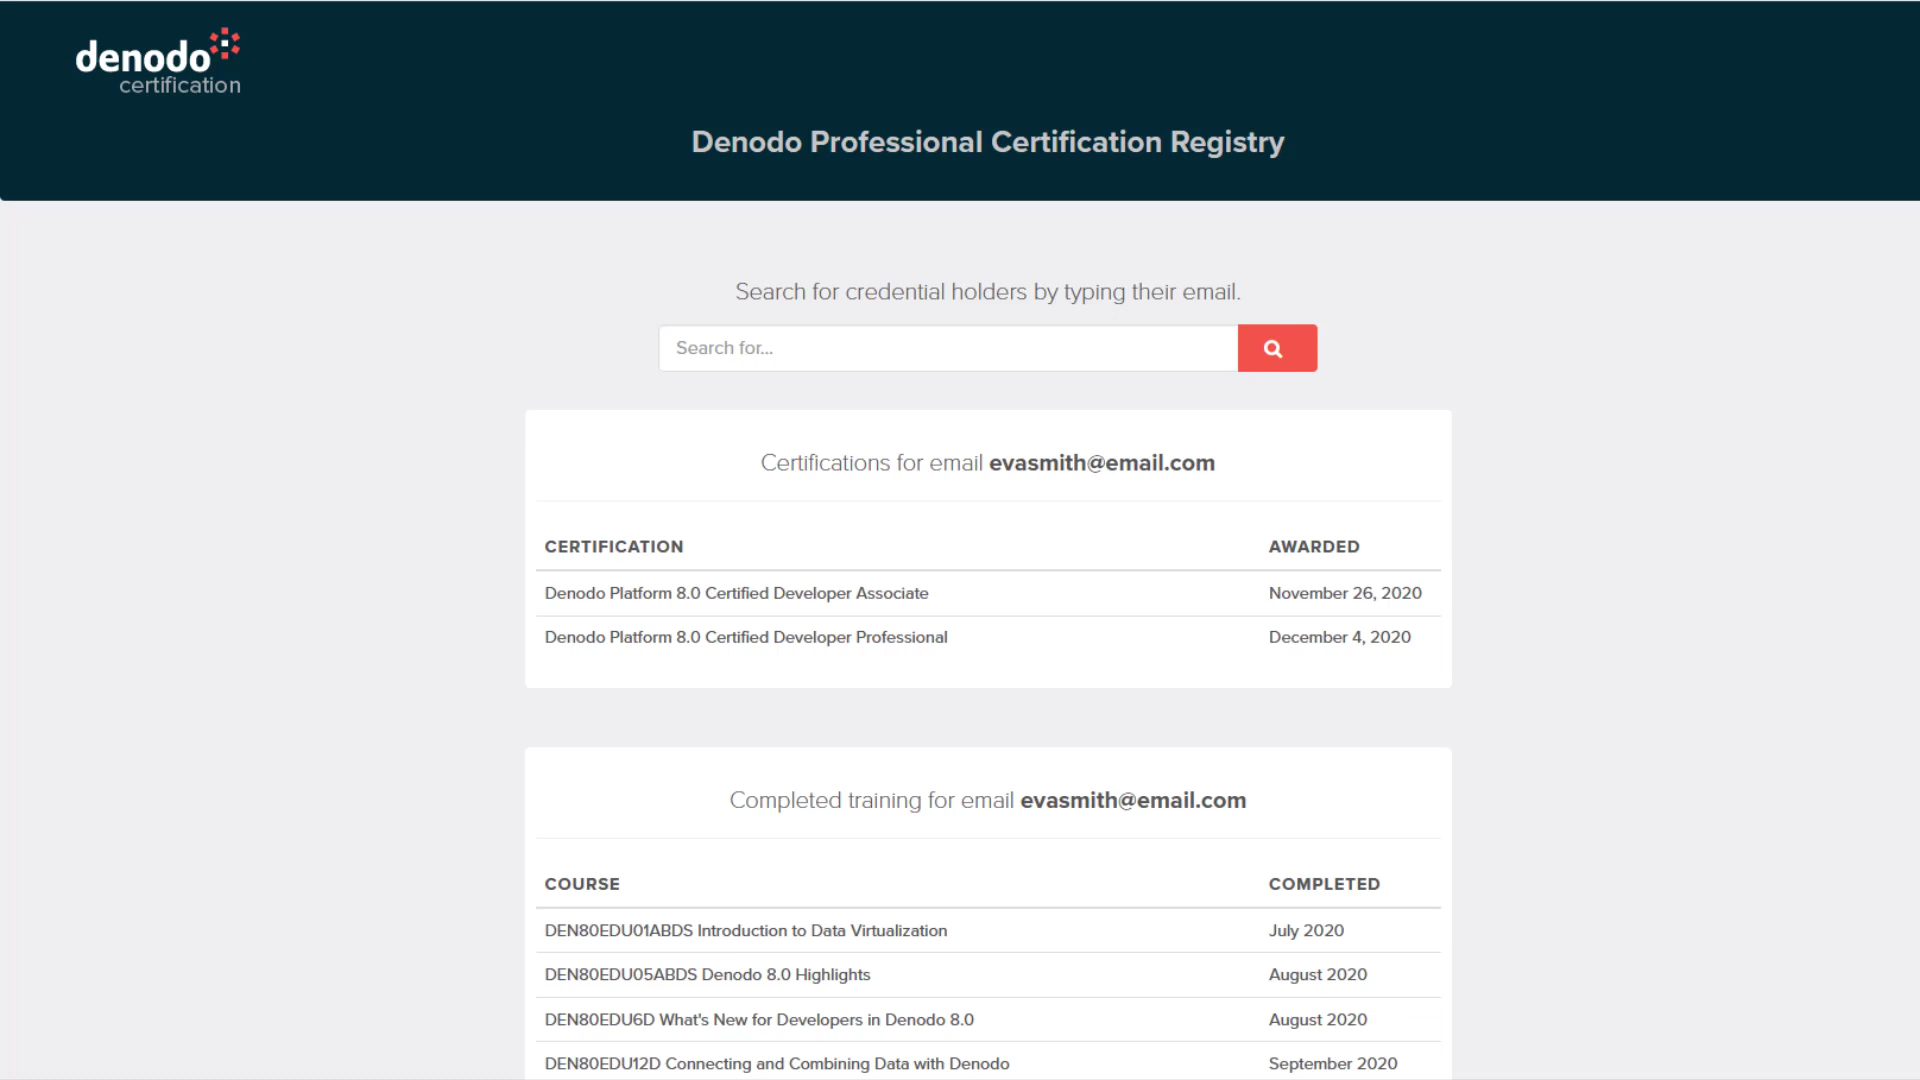 denodo
certification
Denodo Professional Certification Registry
Search for credential holders by typing their email.
Search for...
Certifications for email evasmith@email.com
CERTIFICATION AWARDED
Denodo Platform 8.0 Certified Developer Associate November 26, 2020
Denodo Platform 8.0 Certified Developer Professional December 4, 2020
Completed training for email evasmith@email.com
COURSE COMPLETED
DEN80EDU01ABDS Introduction to Data Virtualization July 2020
DEN80EDU05ABDS Denodo 8.0 Highlights August 2020
DEN80EDU6D What's New for Developers in Denodo 8.0 August 2020
DEN80EDU12D Connecting and Combining Data with Denodo September 2020